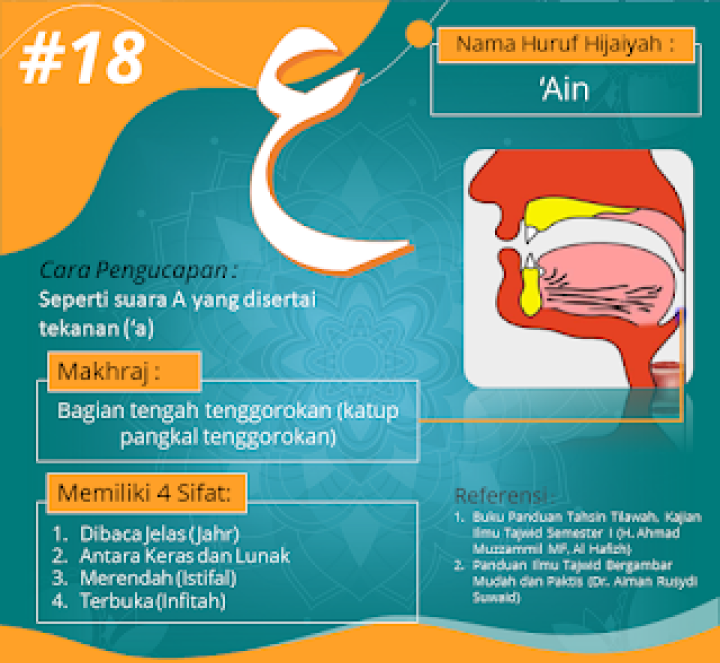 #18
ع
Nama Huruf Hijaiyah :
‘Ain
Cara Pengucapan :
Seperti suara A yang disertai
tekanan (‘a)
Makhraj :
Bagian tengah tenggorokan (katup
pangkal tenggorokan)
Memiliki 4 Sifat:
1. Dibaca Jelas (Jahr)
2. Antara Keras dan Lunak
3. Merendah (Istifal)
4. Terbuka (Infitah)
Referensi :
1. Buku Panduan Tahsin Tilawah, Kajian
Ilmu Tajwid Semester I (H. Ahmad
Muzzammil MF, Al Hafizh)
2. Panduan Ilmu Tajwid Bergambar
Mudah dan Paktis (Dr. Aiman Rusydi
Suwaid)